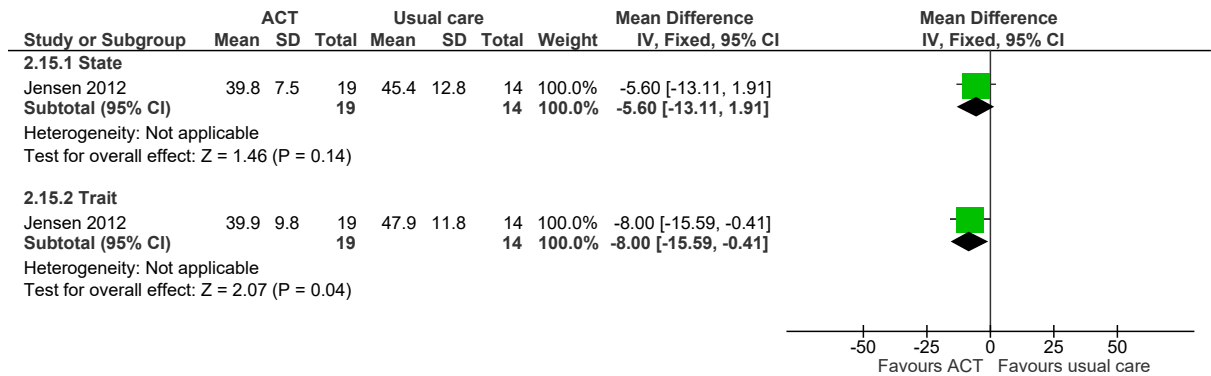 ACT Usual care Mean Difference Mean Difference
Study or Subgroup Mean SD Total Mean SD Total Weight IV, Fixed, 95% CI IV, Fixed, 95% CI
2.15.1 State
Jensen 2012 39.8 7.5 19 45.4 12.8 14 100.0% -5.60 [-13.11, 1.91]
Subtotal (95% CI) 19 14 100.0% -5.60 [-13.11, 1.91]
Heterogeneity: Not applicable
Test for overall effect: Z = 1.46 (P = 0.14)
2.15.2 Trait
Jensen 2012 39.9 9.8 19 47.9 11.8 14 100.0% -8.00 [-15.59, -0.41]
Subtotal (95% CI) 19 14 100.0% -8.00 [-15.59, -0.41]
Heterogeneity: Not applicable
Test for overall effect: Z = 2.07 (P = 0.04)
-50 -25 0 25 50
Favours ACT Favours usual care